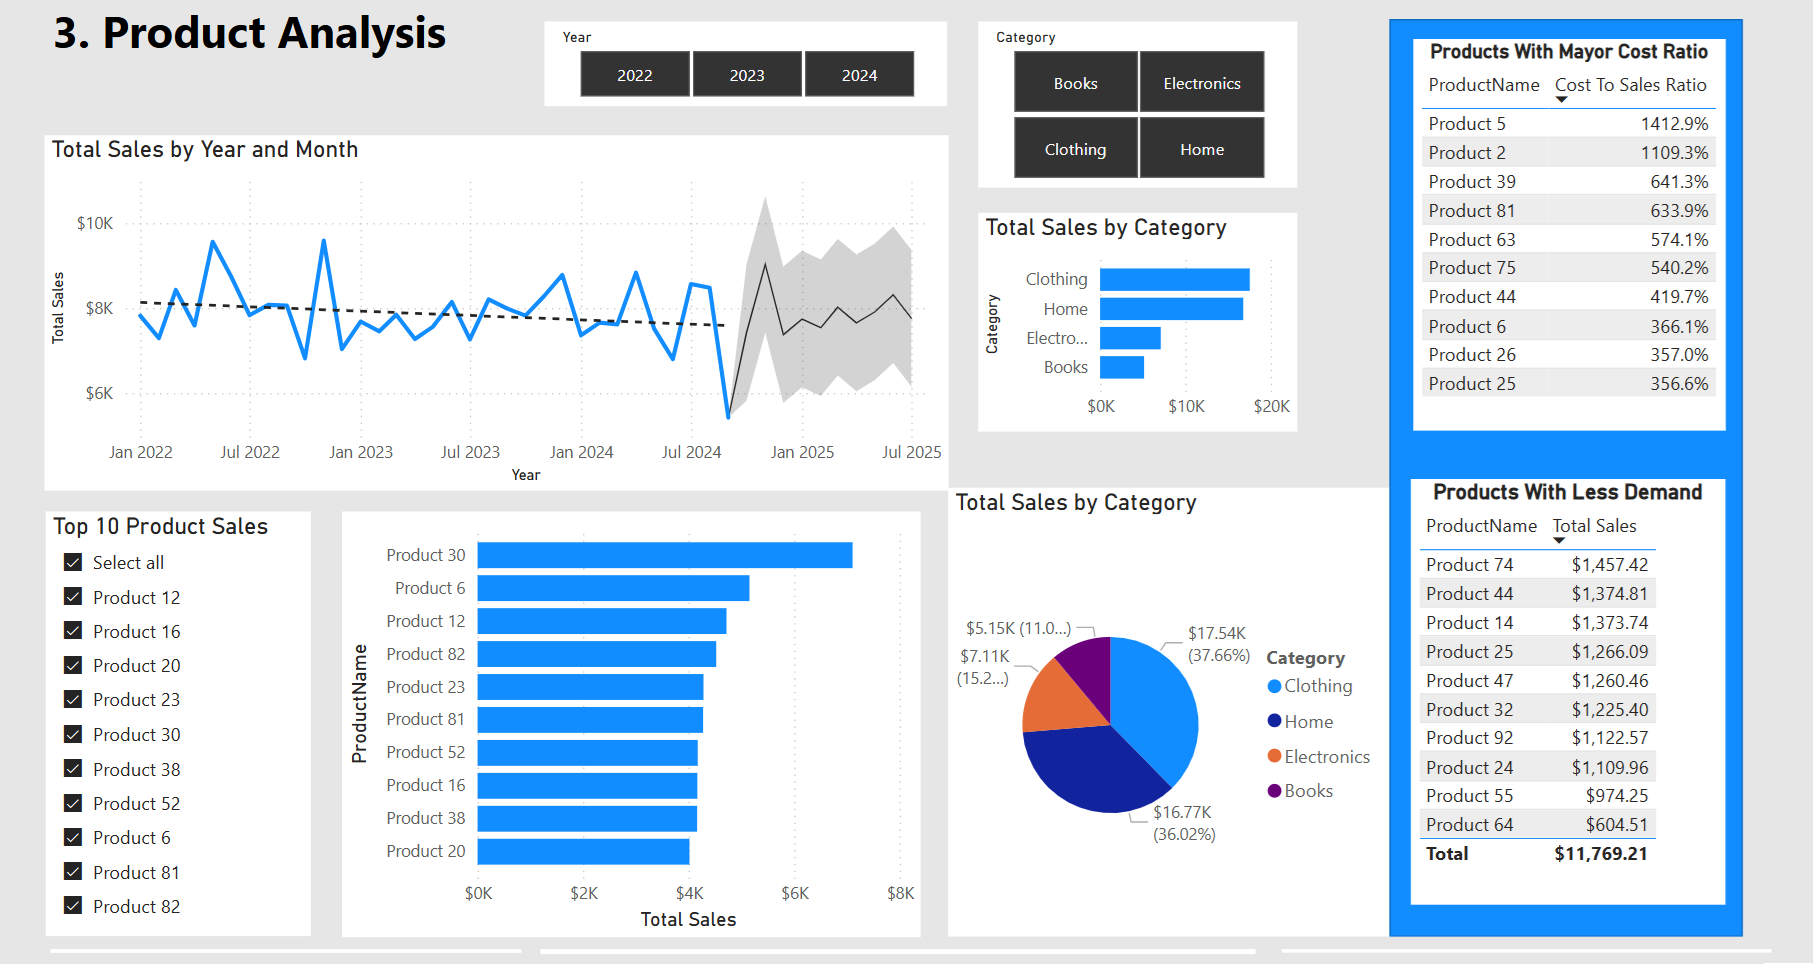 3. Product Analysis
Year
2022 2023 2024
Category
Books Electronics
Clothing Home
Total Sales by Year and Month
Total Sales
$10K
$8K
$6K
Jan 2022 Jul 2022 Jan 2023 Jul 2023 Jan 2024 Jul 2024 Jan 2025 Jul 2025
Year
Total Sales by Category
Category
Clothing
Home
Electro...
Books
$0K $10K $20K
Products With Mayor Cost Ratio
ProductName Cost To Sales Ratio
Product 5 1412.9%
Product 2 1109.3%
Product 39 641.3%
Product 81 633.9%
Product 63 574.1%
Product 75 540.2%
Product 44 419.7%
Product 6 366.1%
Product 26 357.0%
Product 25 356.6%
Top 10 Product Sales
Select all
Product 12
Product 16
Product 20
Product 23
Product 30
Product 38
Product 52
Product 6
Product 81
Product 82
ProductName
Product 30
Product 6
Product 12
Product 82
Product 23
Product 81
Product 52
Product 16
Product 38
Product 20
$0K $2K $4K $6K $8K
Total Sales
Total Sales by Category
$5.15K (11.0...)
$7.11K
(15.2...)
$17.54K
(37.66%)
$16.77K
(36.02%)
Category
Clothing
Home
Electronics
Books
Products With Less Demand
ProductName Total Sales
Product 74 $1,457.42
Product 44 $1,374.81
Product 14 $1,373.74
Product 25 $1,266.09
Product 47 $1,260.46
Product 32 $1,225.40
Product 92 $1,122.57
Product 24 $1,109.96
Product 55 $974.25
Product 64 $604.51
Total $11,769.21